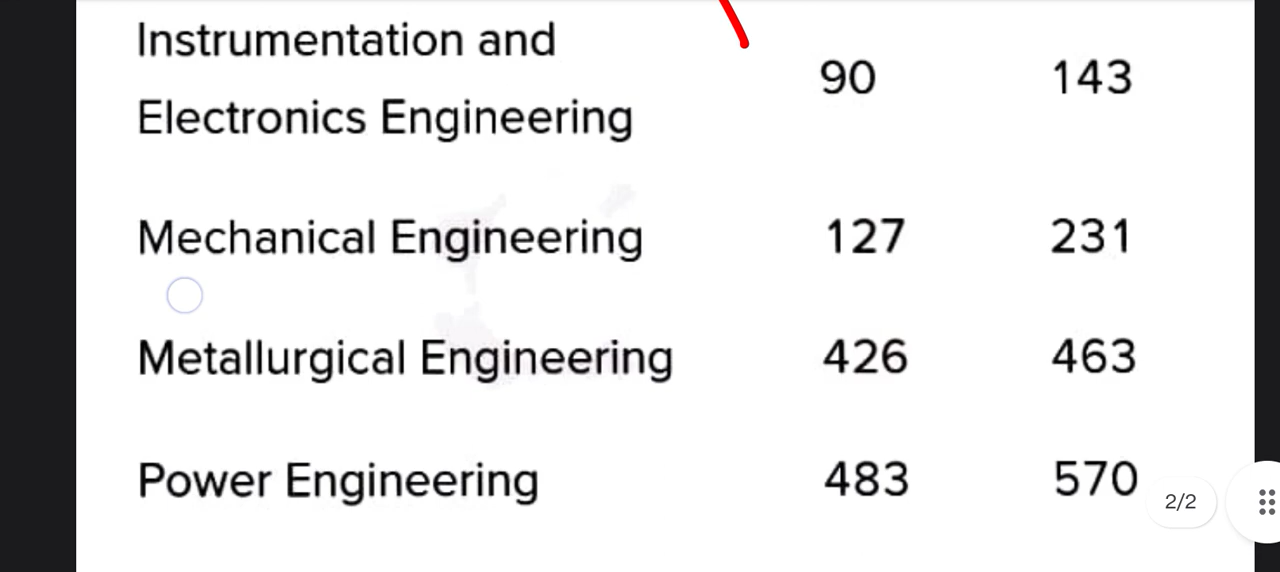 Instrumentation and
Electronics Engineering 90 143
Mechanical Engineering 127 231
Metallurgical Engineering 426 463
Power Engineering 483 570
2/2